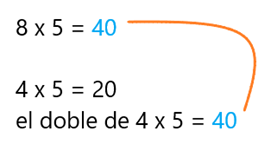 8 x 5 = 40
4 x 5 = 20
el doble de 4 x 5 = 40